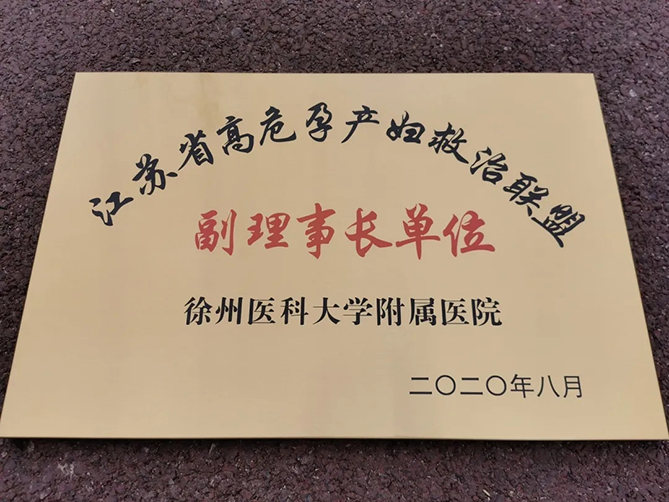 江苏省高危孕产妇救治联盟
副理事长单位
徐州医科大学附属医院
二〇二〇年八月